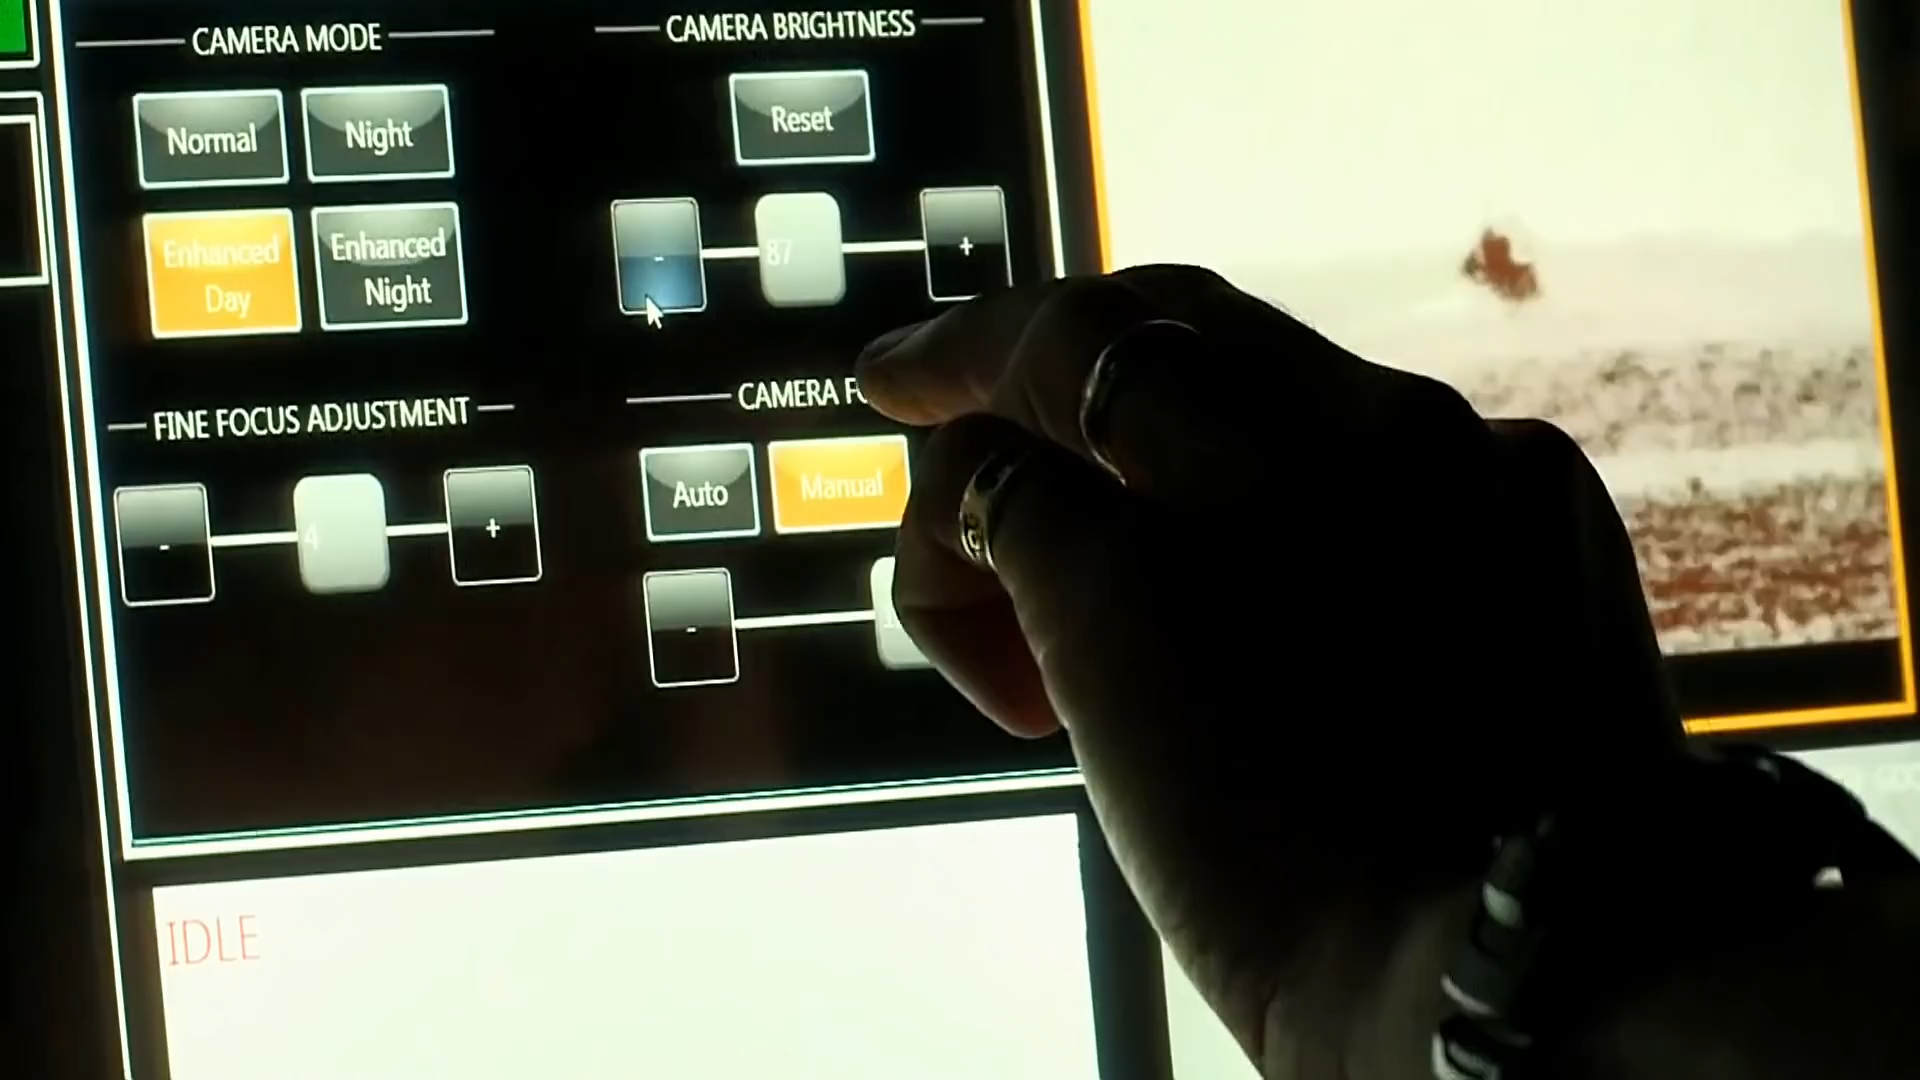 CAMERA MODE
Normal
Night
Enhanced
Day
Enhanced
Night
CAMERA BRIGHTNESS
Reset
-
87
+
FINE FOCUS ADJUSTMENT
-
4
+
CAMERA
Auto
Manual
-
IDLE